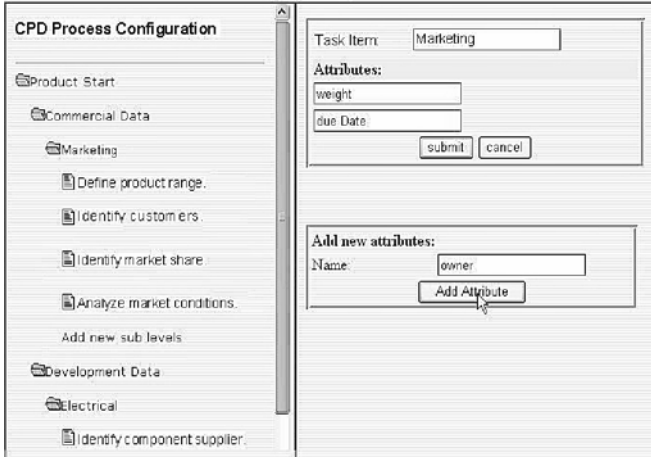 CPD Process Configuration
Product Start
Commercial Data
Marketing
Define product range.
Identify customers.
Identify market share.
Analyze market conditions.
Add new sub levels
Development Data
Electrical
Identify component supplier.
Task Item: Marketing
Attributes:
weight
due Date
submit cancel
Add new attributes:
Name: owner
Add Attribute